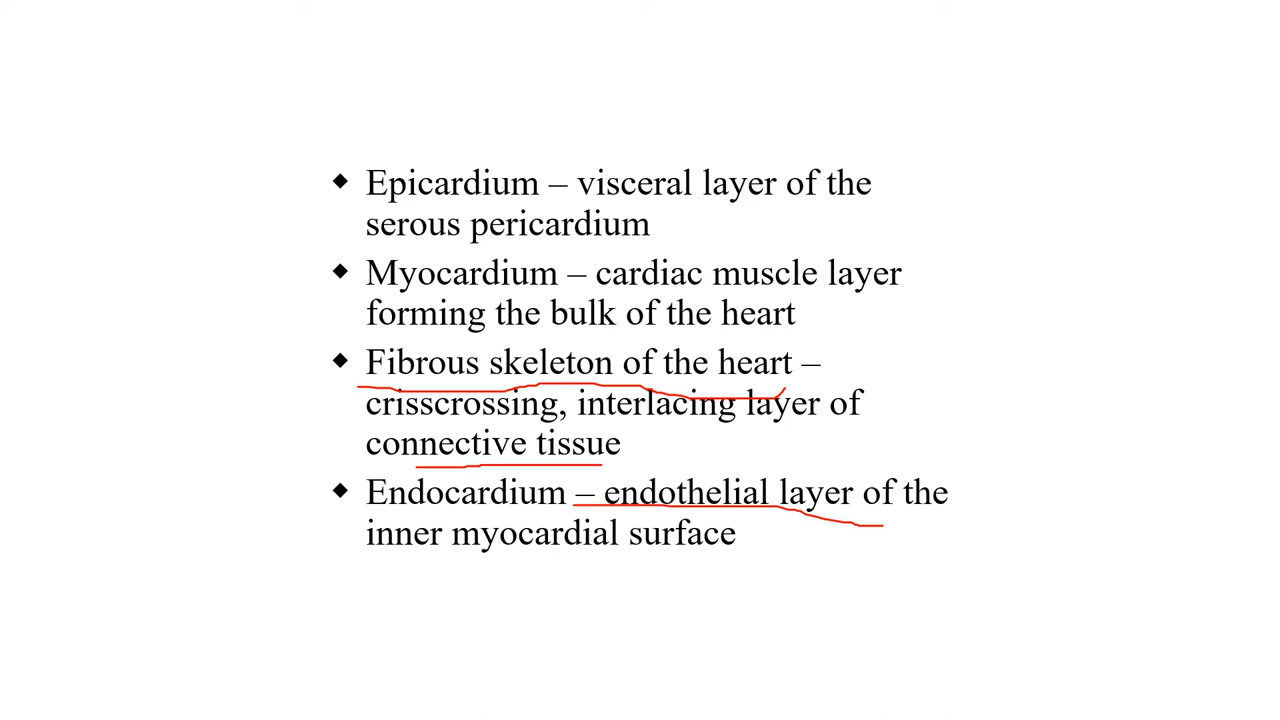 ◆ Epicardium – visceral layer of the
serous pericardium
◆ Myocardium – cardiac muscle layer
forming the bulk of the heart
◆ Fibrous skeleton of the heart –
crisscrossing, interlacing layer of
connective tissue
◆ Endocardium – endothelial layer of the
inner myocardial surface